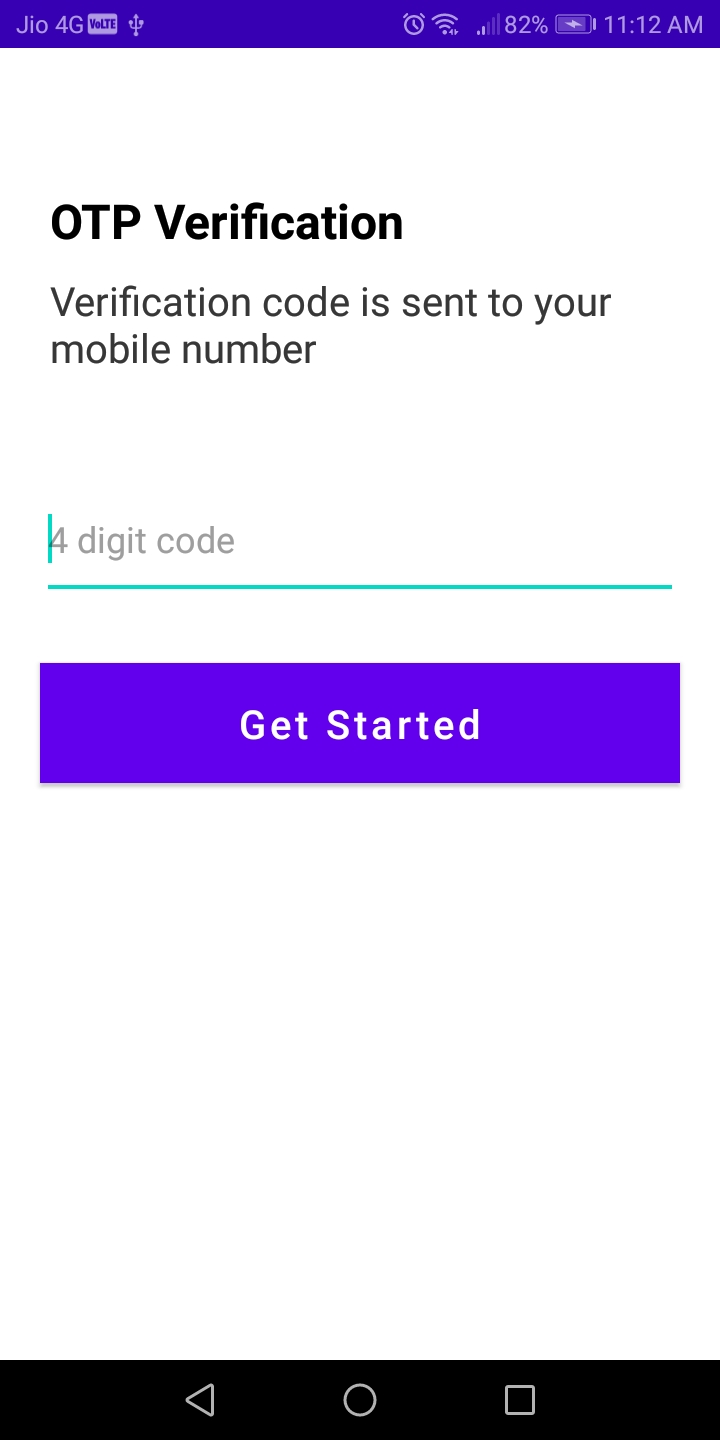 Jio 4G VoLTE 82% 11:12 AM
OTP Verification
Verification code is sent to your
mobile number
4 digit code
Get Started